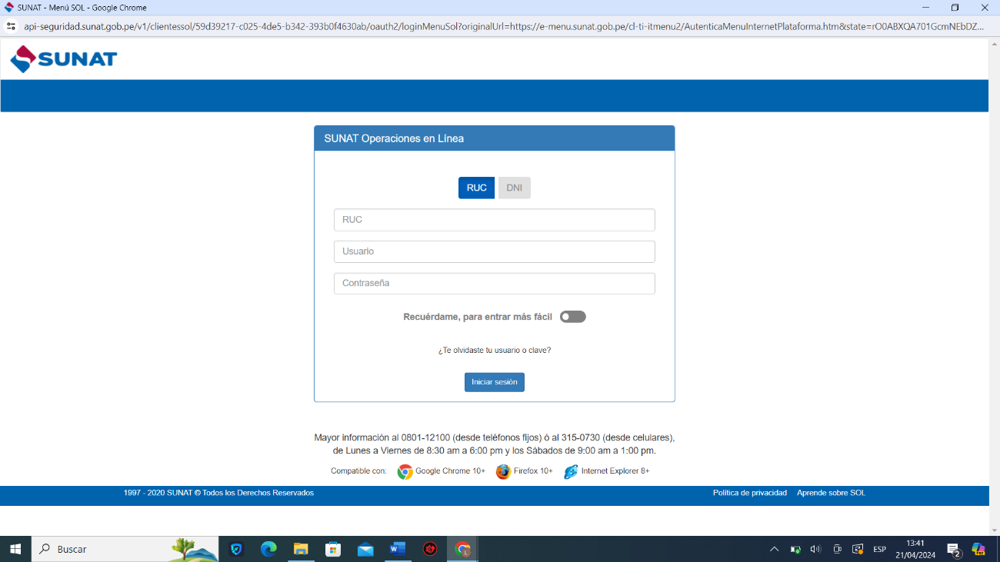 SUNAT - Menú SOL - Google Chrome
api-seguridad.sunat.gob.pe/v1/clientessol/59d39217-c025-4de5-b342-393b0f4630ab/oauth2/loginMenuSol?originalUrl=https://e-menu.sunat.gob.pe/cl-ti-itmenu2/AutenticaMenuInternetPlataforma.htm&state=rO0ABXQA701GcmNEbDZ...
SUNAT
SUNAT Operaciones en Línea
RUC DNI
RUC
Usuario
Contraseña
Recuérdame, para entrar más fácil
¿Te olvidaste tu usuario o clave?
Iniciar sesión
Mayor información al 0801-12100 (desde teléfonos fijos) ó al 315-0730 (desde celulares),
de Lunes a Viernes de 8:30 am a 6:00 pm y los Sábados de 9:00 am a 1:00 pm.
Compatible con: Google Chrome 10+ Firefox 10+ Internet Explorer 8+
1997 - 2020 SUNAT © Todos los Derechos Reservados Política de privacidad Aprende sobre SOL
Buscar
ESP
13:41
21/04/2024
2